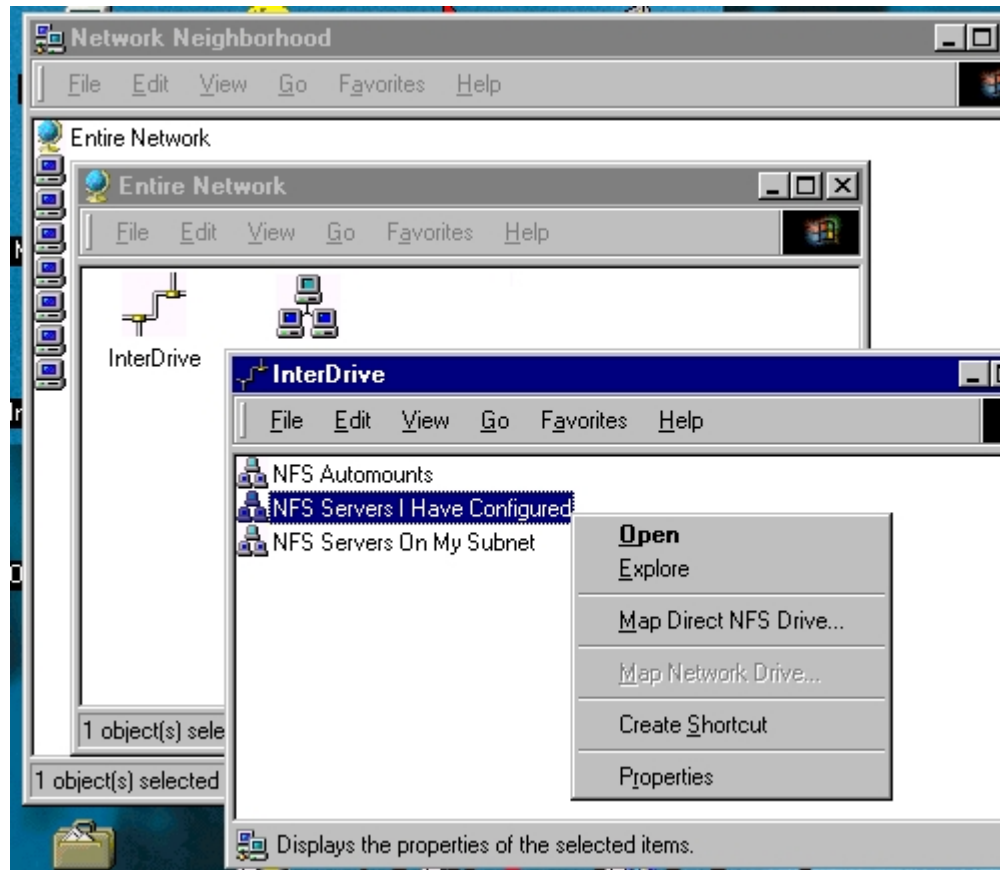 Network Neighborhood
File Edit View Go Favorites Help
Entire Network
Entire Network
File Edit View Go Favorites Help
InterDrive
InterDrive
File Edit View Go Favorites Help
NFS Automounts
NFS Servers I Have Configured
NFS Servers On My Subnet
Open
Explore
Map Direct NFS Drive...
Map Network Drive...
Create Shortcut
Properties
1 object(s) sele
1 object(s) selected
Displays the properties of the selected items.